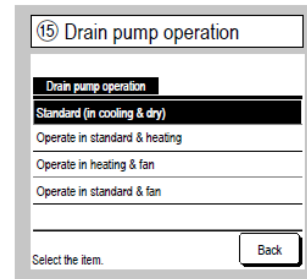 ⑮ Drain pump operation
Drain pump operation
Standard (in cooling & dry)
Operate in standard & heating
Operate in heating & fan
Operate in standard & fan
Select the item.
Back